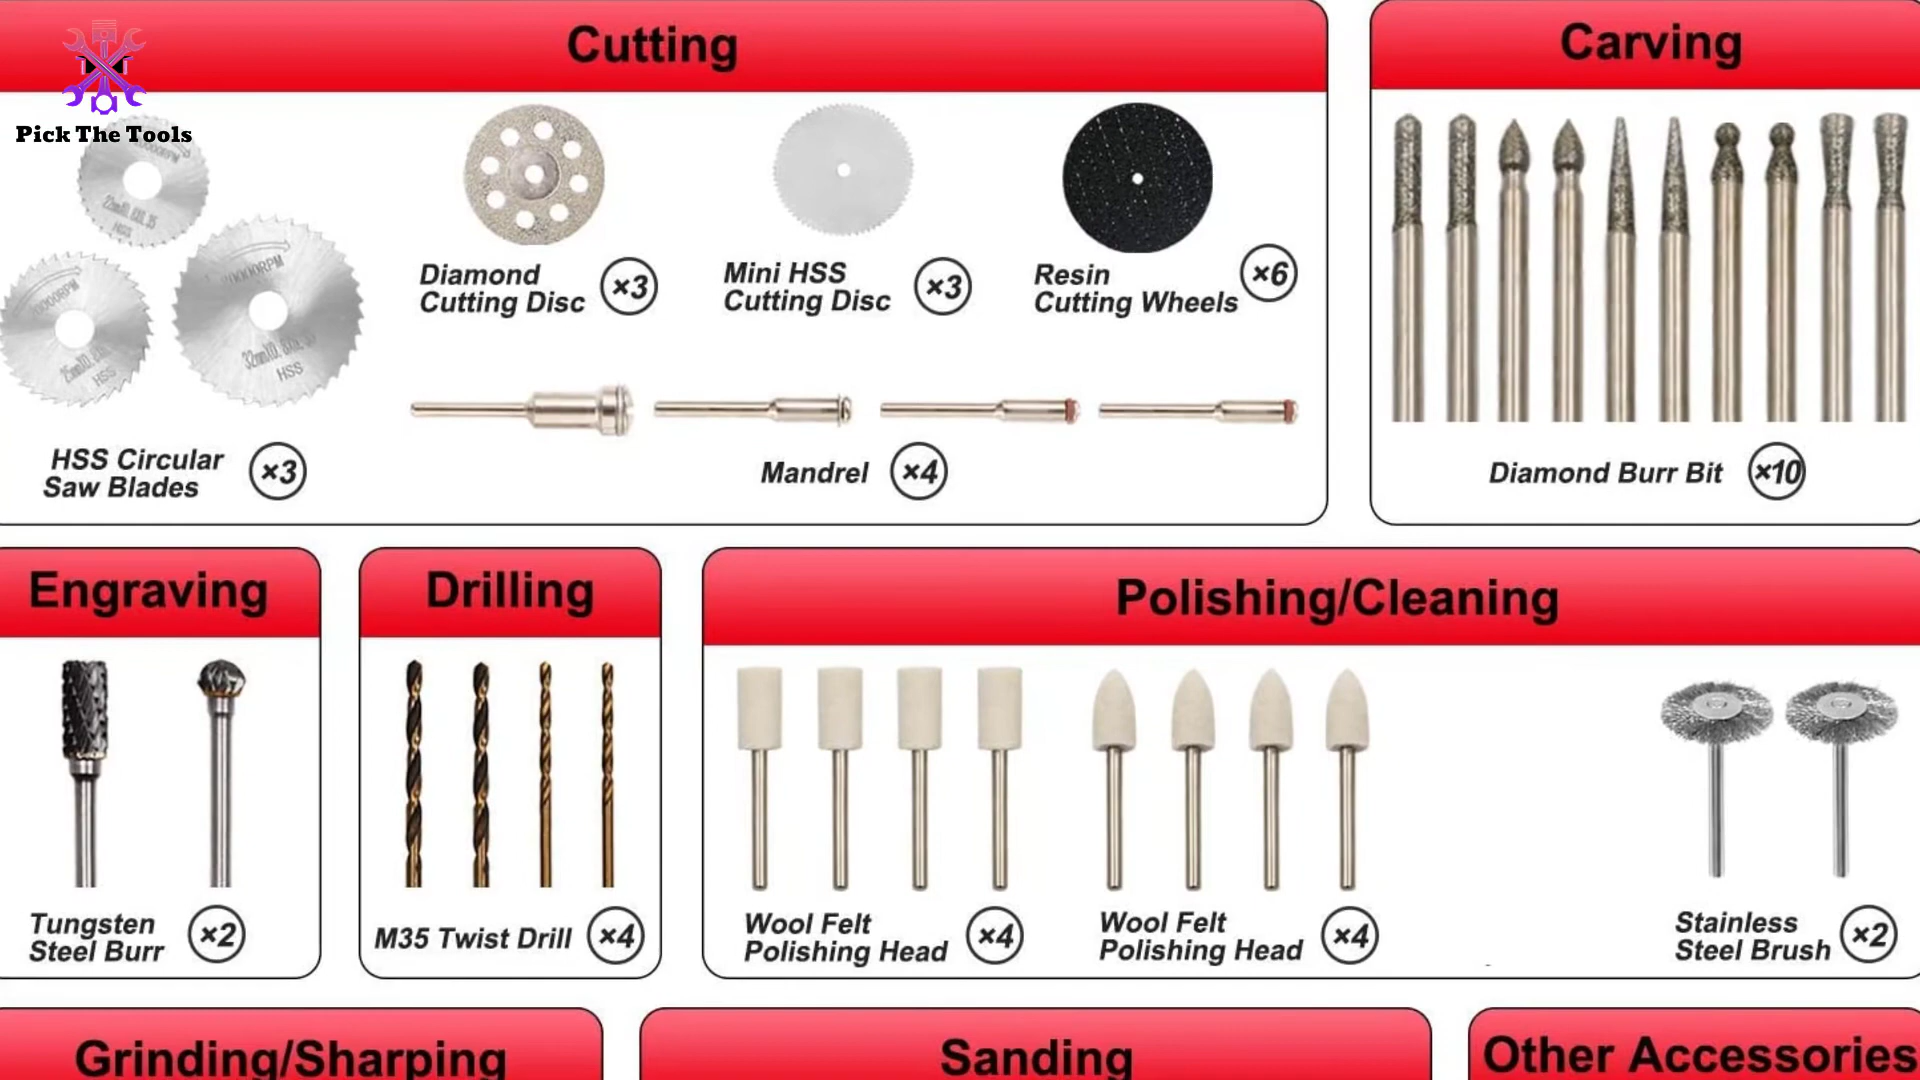 Cutting
Carving
Pick The Tools
HSS
HSS
HSS
Diamond
Cutting Disc
×3
Mini HSS
Cutting Disc
×3
Resin
Cutting Wheels
×6
HSS Circular
Saw Blades
×3
Mandrel
×4
Diamond Burr Bit
×10
Engraving
Drilling
Polishing/Cleaning
Tungsten
Steel Burr
×2
M35 Twist Drill
×4
Wool Felt
Polishing Head
×4
Wool Felt
Polishing Head
×4
Stainless
Steel Brush
×2
Grinding/Sharping
Sanding
Other Accessories